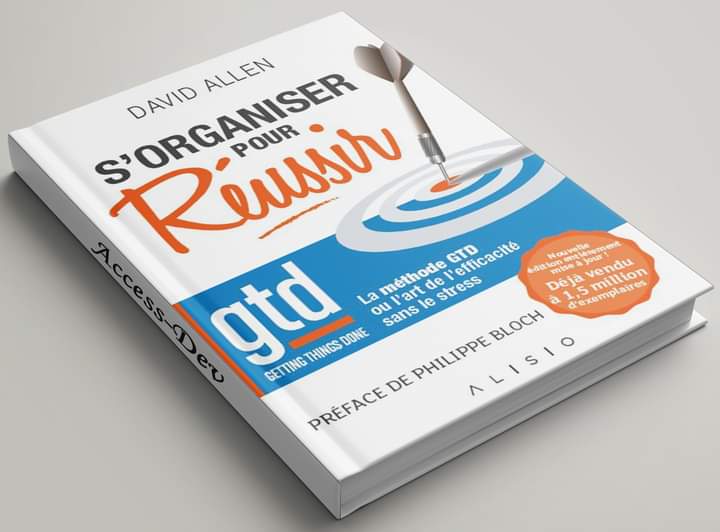 DAVID ALLEN
S'ORGANISER
POUR
Réussir
gtd
GETTING THINGS DONE
La méthode GTD
ou l'art de l'efficacité
sans le stress
Nouvelle
édition entièrement
mise à jour !
Déjà vendu
à 1,5 million
d'exemplaires
PRÉFACE DE PHILIPPE BLOCH
ALISIO
Access-Dev